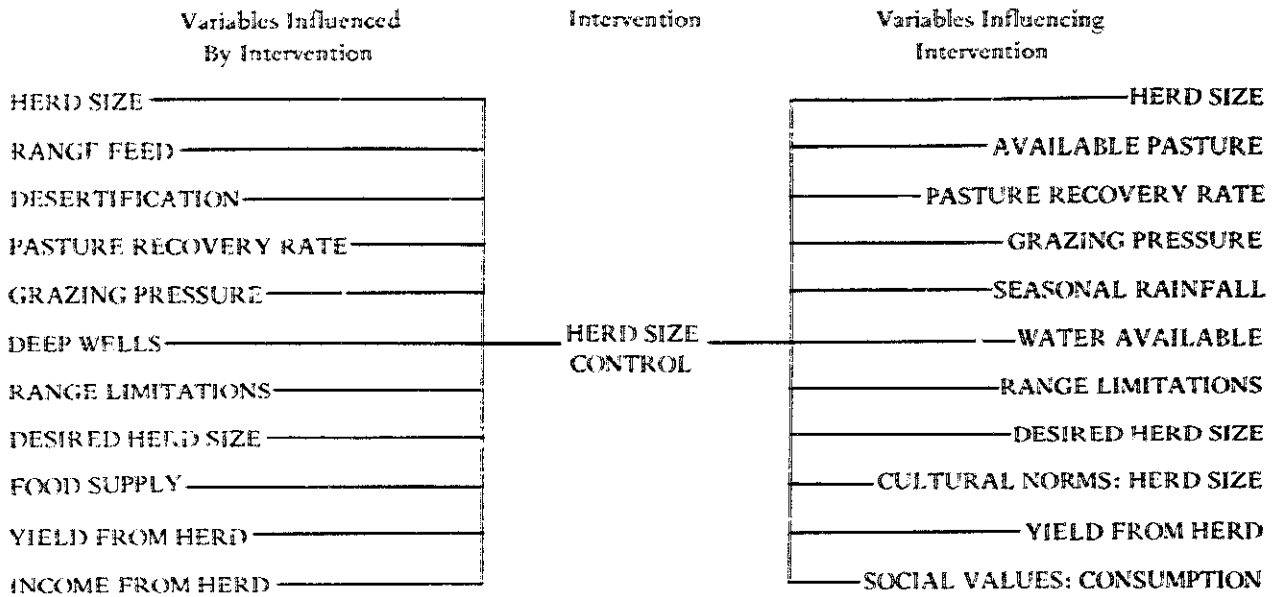 Variables Influenced
By Intervention
Intervention
Variables Influencing
Intervention
HERD SIZE
RANGE FEED
DESERTIFICATION
PASTURE RECOVERY RATE
GRAZING PRESSURE
DEEP WELLS
RANGE LIMITATIONS
DESIRED HERD SIZE
FOOD SUPPLY
YIELD FROM HERD
INCOME FROM HERD
HERD SIZE
CONTROL
HERD SIZE
AVAILABLE PASTURE
PASTURE RECOVERY RATE
GRAZING PRESSURE
SEASONAL RAINFALL
WATER AVAILABLE
RANGE LIMITATIONS
DESIRED HERD SIZE
CULTURAL NORMS: HERD SIZE
YIELD FROM HERD
SOCIAL VALUES: CONSUMPTION